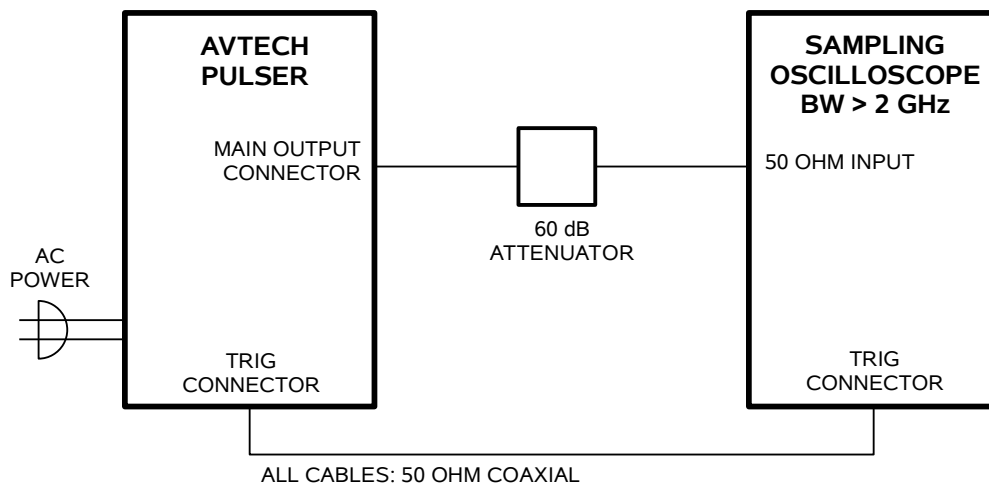 AVTECH
PULSER
MAIN OUTPUT
CONNECTOR
AC
POWER
TRIG
CONNECTOR
60 dB
ATTENUATOR
SAMPLING
OSCILLOSCOPE
BW > 2 GHz
50 OHM INPUT
TRIG
CONNECTOR
ALL CABLES: 50 OHM COAXIAL